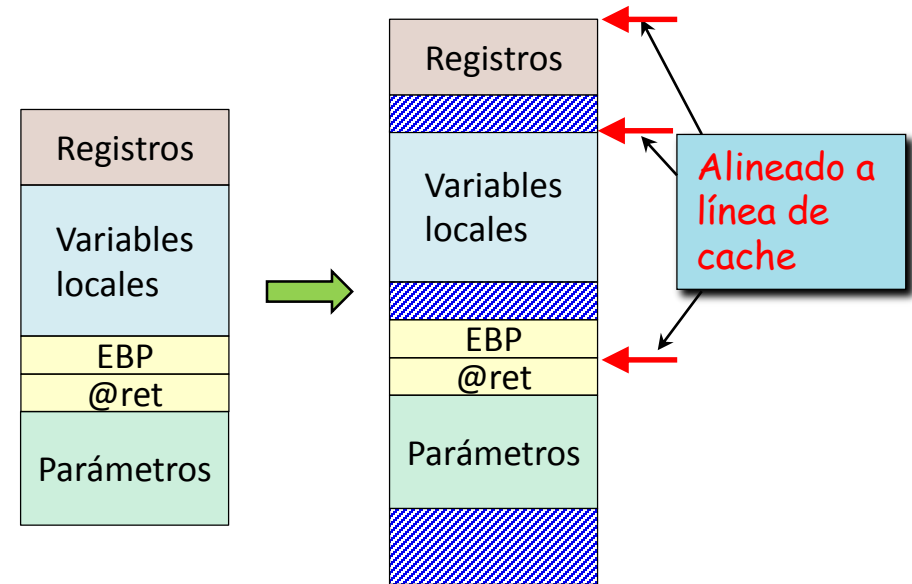 Registros
Variables
locales
EBP
@ret
Parámetros
Registros
Variables
locales
EBP
@ret
Parámetros
Alineado a
línea de
cache